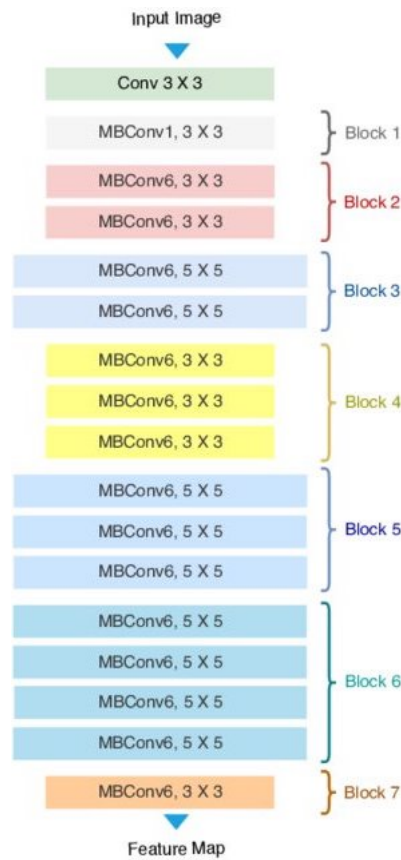 Input Image
Conv 3 X 3
MBConv1, 3 X 3
Block 1
MBConv6, 3 X 3
MBConv6, 3 X 3
Block 2
MBConv6, 5 X 5
MBConv6, 5 X 5
Block 3
MBConv6, 3 X 3
MBConv6, 3 X 3
MBConv6, 3 X 3
Block 4
MBConv6, 5 X 5
MBConv6, 5 X 5
MBConv6, 5 X 5
Block 5
MBConv6, 5 X 5
MBConv6, 5 X 5
MBConv6, 5 X 5
MBConv6, 5 X 5
Block 6
MBConv6, 3 X 3
Block 7
Feature Map